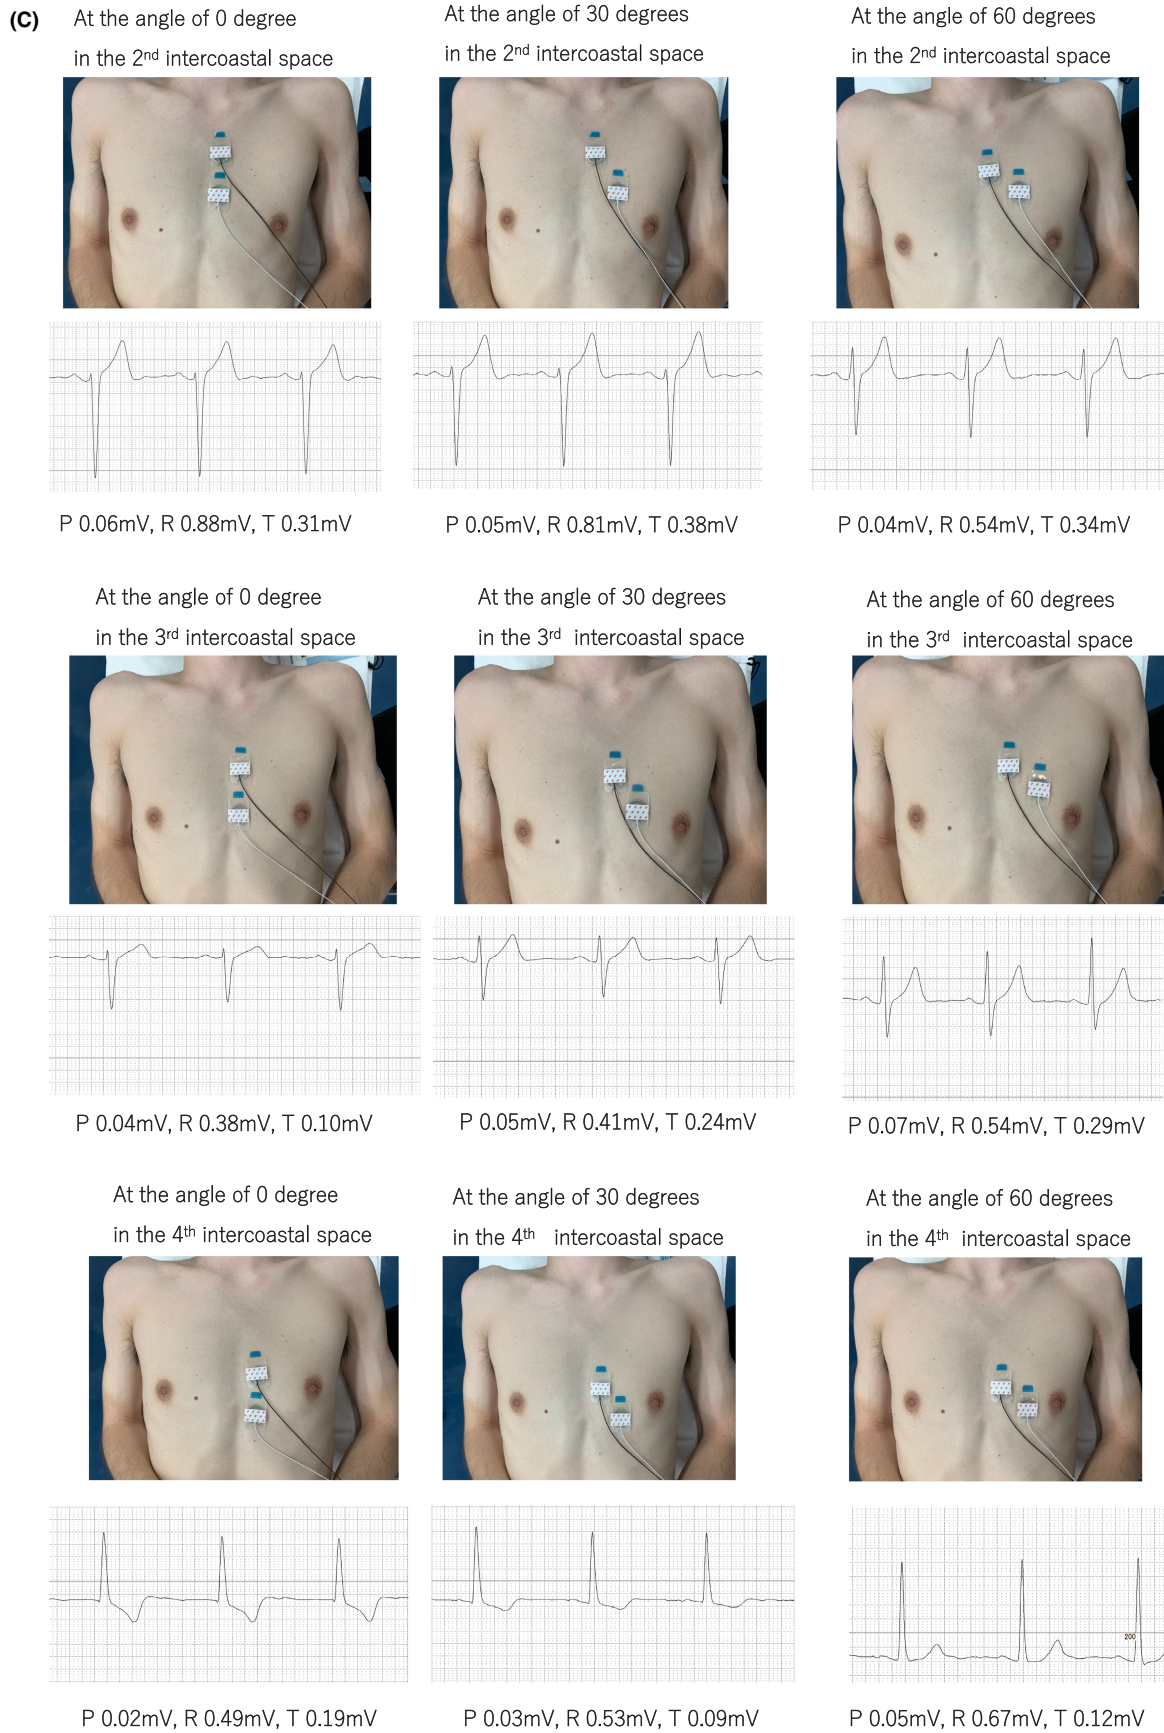 (C)
At the angle of 0 degree
in the 2nd intercoastal space
At the angle of 30 degrees
in the 2nd intercoastal space
At the angle of 60 degrees
in the 2nd intercoastal space
P 0.06mV, R 0.88mV, T 0.31mV
P 0.05mV, R 0.81mV, T 0.38mV
P 0.04mV, R 0.54mV, T 0.34mV
At the angle of 0 degree
in the 3rd intercoastal space
At the angle of 30 degrees
in the 3rd intercoastal space
At the angle of 60 degrees
in the 3rd intercoastal space
P 0.04mV, R 0.38mV, T 0.10mV
P 0.05mV, R 0.41mV, T 0.24mV
P 0.07mV, R 0.54mV, T 0.29mV
At the angle of 0 degree
in the 4th intercoastal space
At the angle of 30 degrees
in the 4th intercoastal space
At the angle of 60 degrees
in the 4th intercoastal space
200
P 0.02mV, R 0.49mV, T 0.19mV
P 0.03mV, R 0.53mV, T 0.09mV
P 0.05mV, R 0.67mV, T 0.12mV